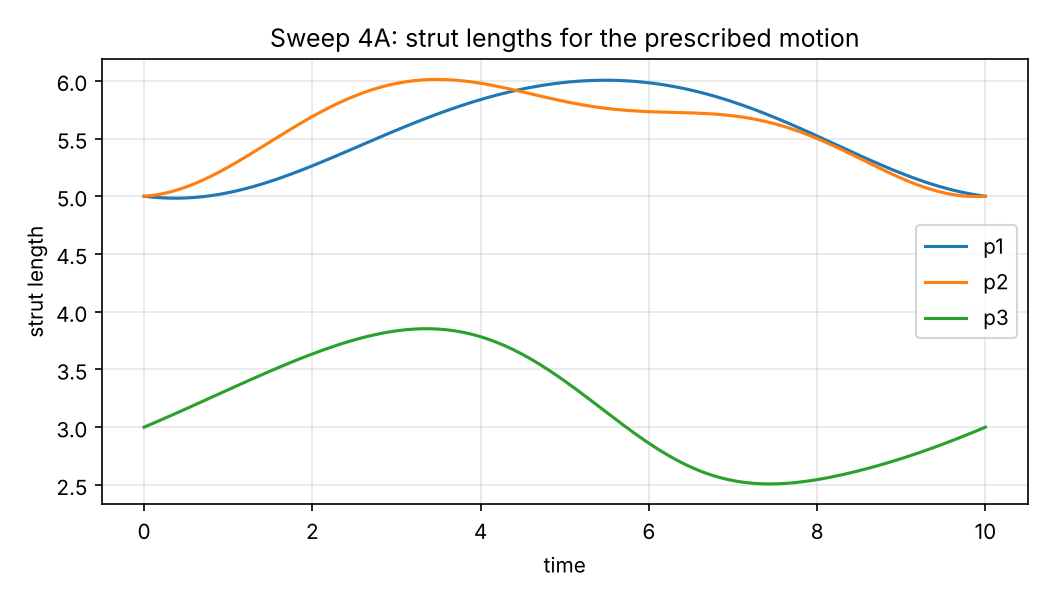 Sweep 4A: strut lengths for the prescribed motion
6.0
5.5
5.0
4.5
4.0
3.5
3.0
2.5
strut length
p1
p2
p3
0 2 4 6 8 10
time